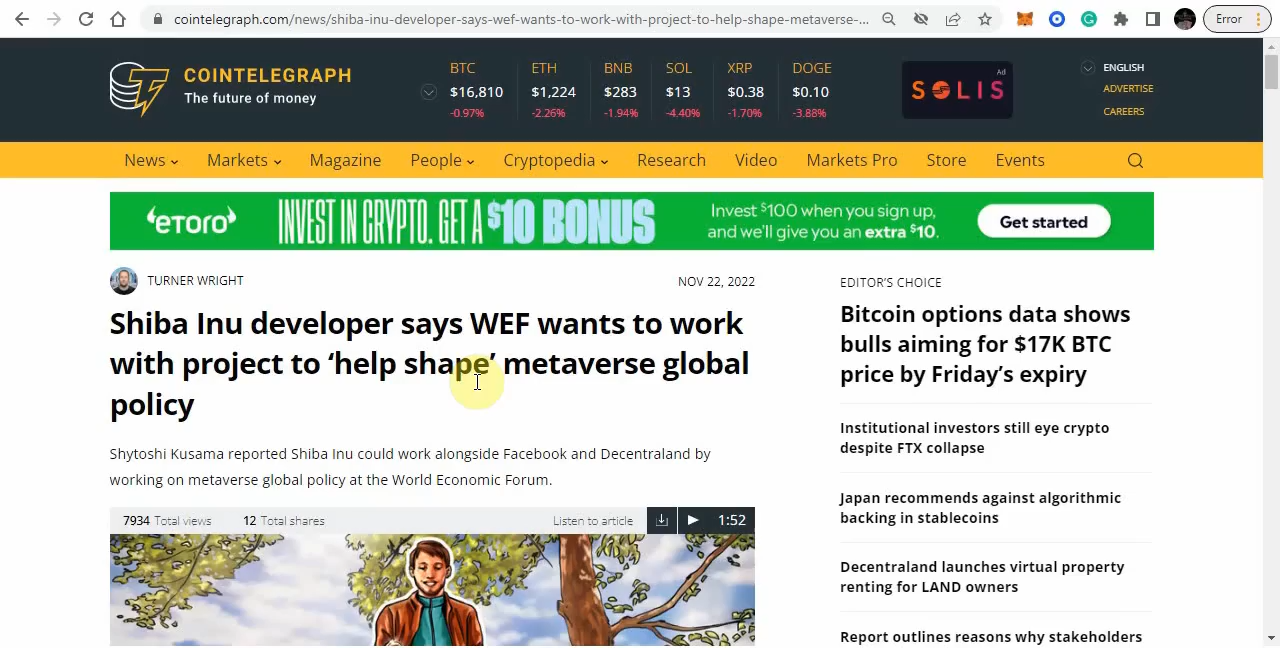 cointelegraph.com/news/shiba-inu-developer-says-wef-wants-to-work-with-project-to-help-shape-metaverse-...
Error
COINTELEGRAPH
The future of money
BTC ETH BNB SOL XRP DOGE
$16,810 $1,224 $283 $13 $0.38 $0.10
-0.97% -2.26% -1.94% -4.40% -1.70% -3.88%
Ad
SOLIS
ENGLISH
ADVERTISE
CAREERS
News Markets Magazine People Cryptopedia Research Video Markets Pro Store Events
eToro
INVEST IN CRYPTO. GET A $10 BONUS
Invest $100 when you sign up,
and we'll give you an extra $10.
Get started
TURNER WRIGHT
NOV 22, 2022
Shiba Inu developer says WEF wants to work
with project to ‘help shape’ metaverse global
policy
Shytoshi Kusama reported Shiba Inu could work alongside Facebook and Decentraland by
working on metaverse global policy at the World Economic Forum.
7934 Total views 12 Total shares Listen to article 1:52
EDITOR’S CHOICE
Bitcoin options data shows
bulls aiming for $17K BTC
price by Friday’s expiry
Institutional investors still eye crypto
despite FTX collapse
Japan recommends against algorithmic
backing in stablecoins
Decentraland launches virtual property
renting for LAND owners
Report outlines reasons why stakeholders